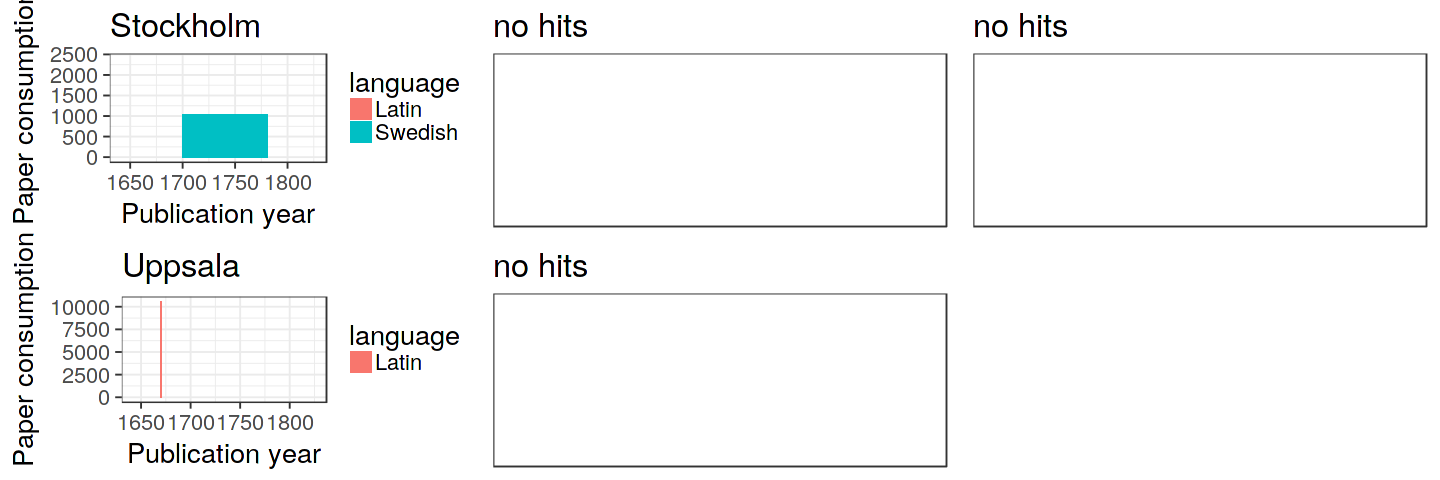 Stockholm
no hits
no hits
Paper consumption
2500
2000
1500
1000
500
0
1650 1700 1750 1800
Publication year
language
Latin
Swedish
Uppsala
no hits
Paper consumption
10000
7500
5000
2500
0
1650 1700 1750 1800
Publication year
language
Latin